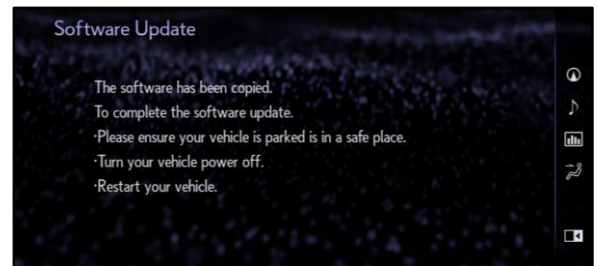 Software Update
The software has been copied.
To complete the software update.
·Please ensure your vehicle is parked is in a safe place.
·Turn your vehicle power off.
·Restart your vehicle.